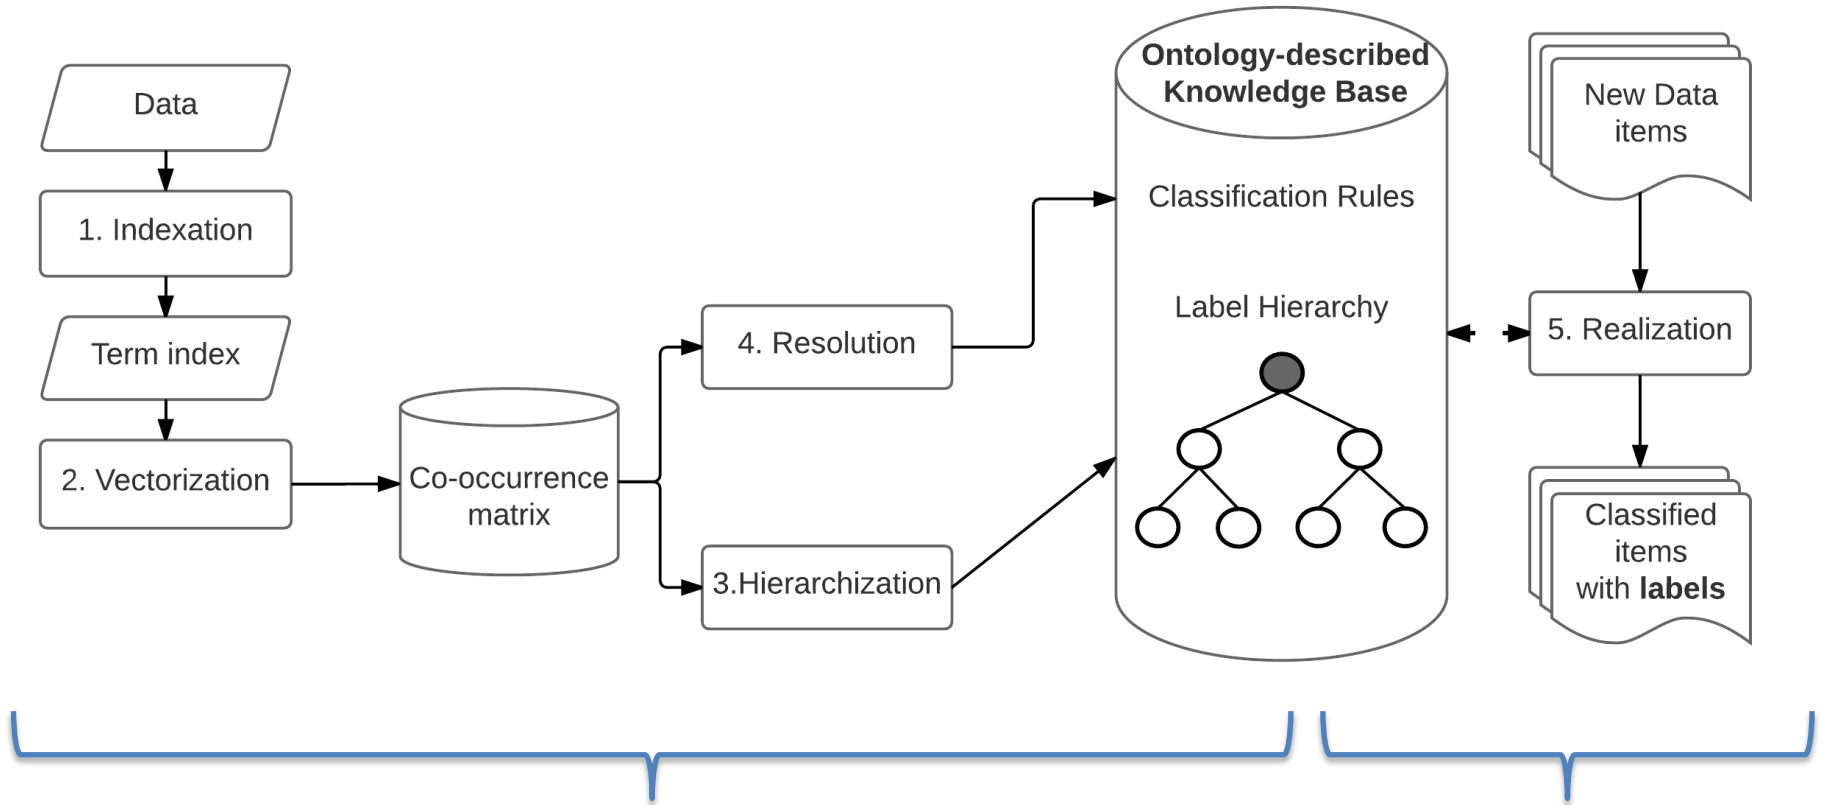 Data
1. Indexation
Term index
2. Vectorization
Co-occurrence
matrix
4. Resolution
3.Hierarchization
Ontology-described
Knowledge Base
Classification Rules
Label Hierarchy
New Data
items
5. Realization
Classified
items
with labels